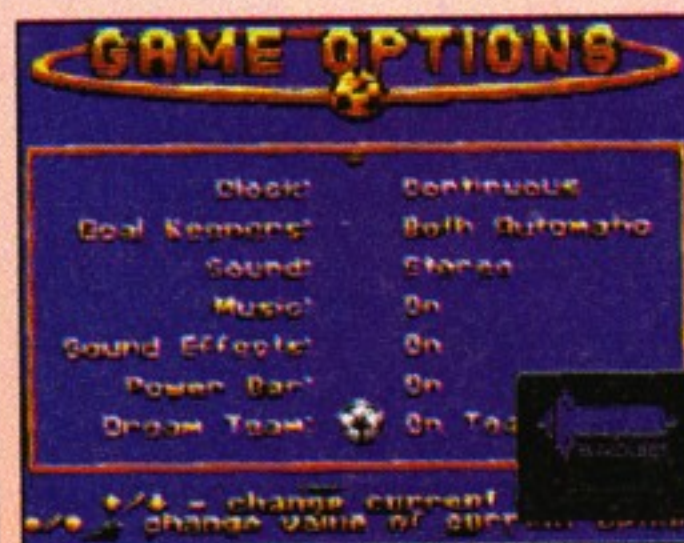 GAME OPTIONS
Clock: Continuous
Goal Keepers: Both Automatic
Sound: Stereo
Music: On
Sound Effects: On
Power Bar: On
Dream Team: On
- change current
- change value of current